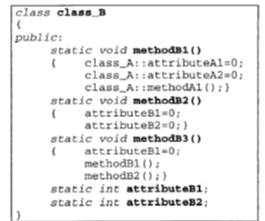 class class_B
{
public:
static void methodB1()
{ class_A::attributeA1=0;
class_A::attributeA2=0;
class_A::methodA1();}
static void methodB2()
{ attributeB1=0;
attributeB2=0;}
static void methodB3()
{ attributeB1=0;
methodB1();
methodB2();}
static int attributeB1;
static int attributeB2;
}